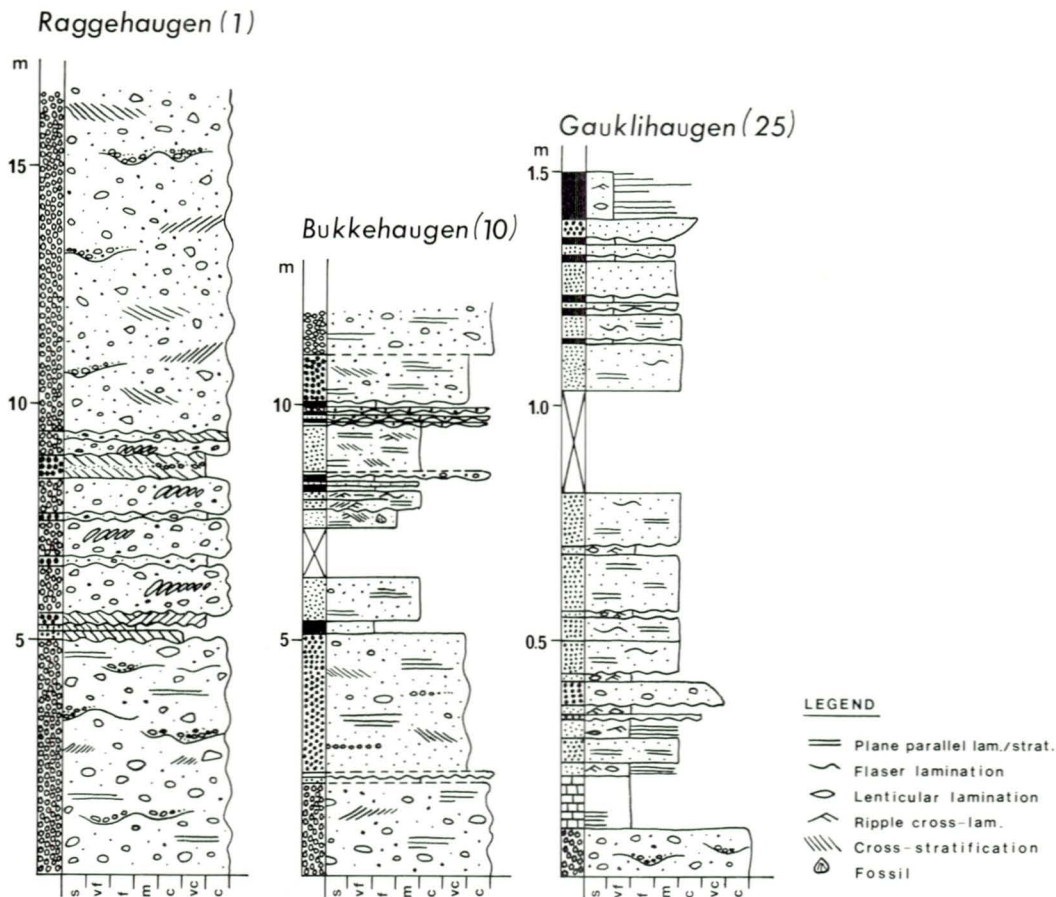 Raggehaugen (1)
m
15
10
5
s vf f m c vc c
Bukkehaugen (10)
m
10
5
s vf f m c vc c
Gauklihaugen (25)
m
1.5
1.0
0.5
s vf f m c vc c
LEGEND
Plane parallel lam./strat.
Flaser lamination
Lenticular lamination
Ripple cross-lam.
Cross-stratification
Fossil